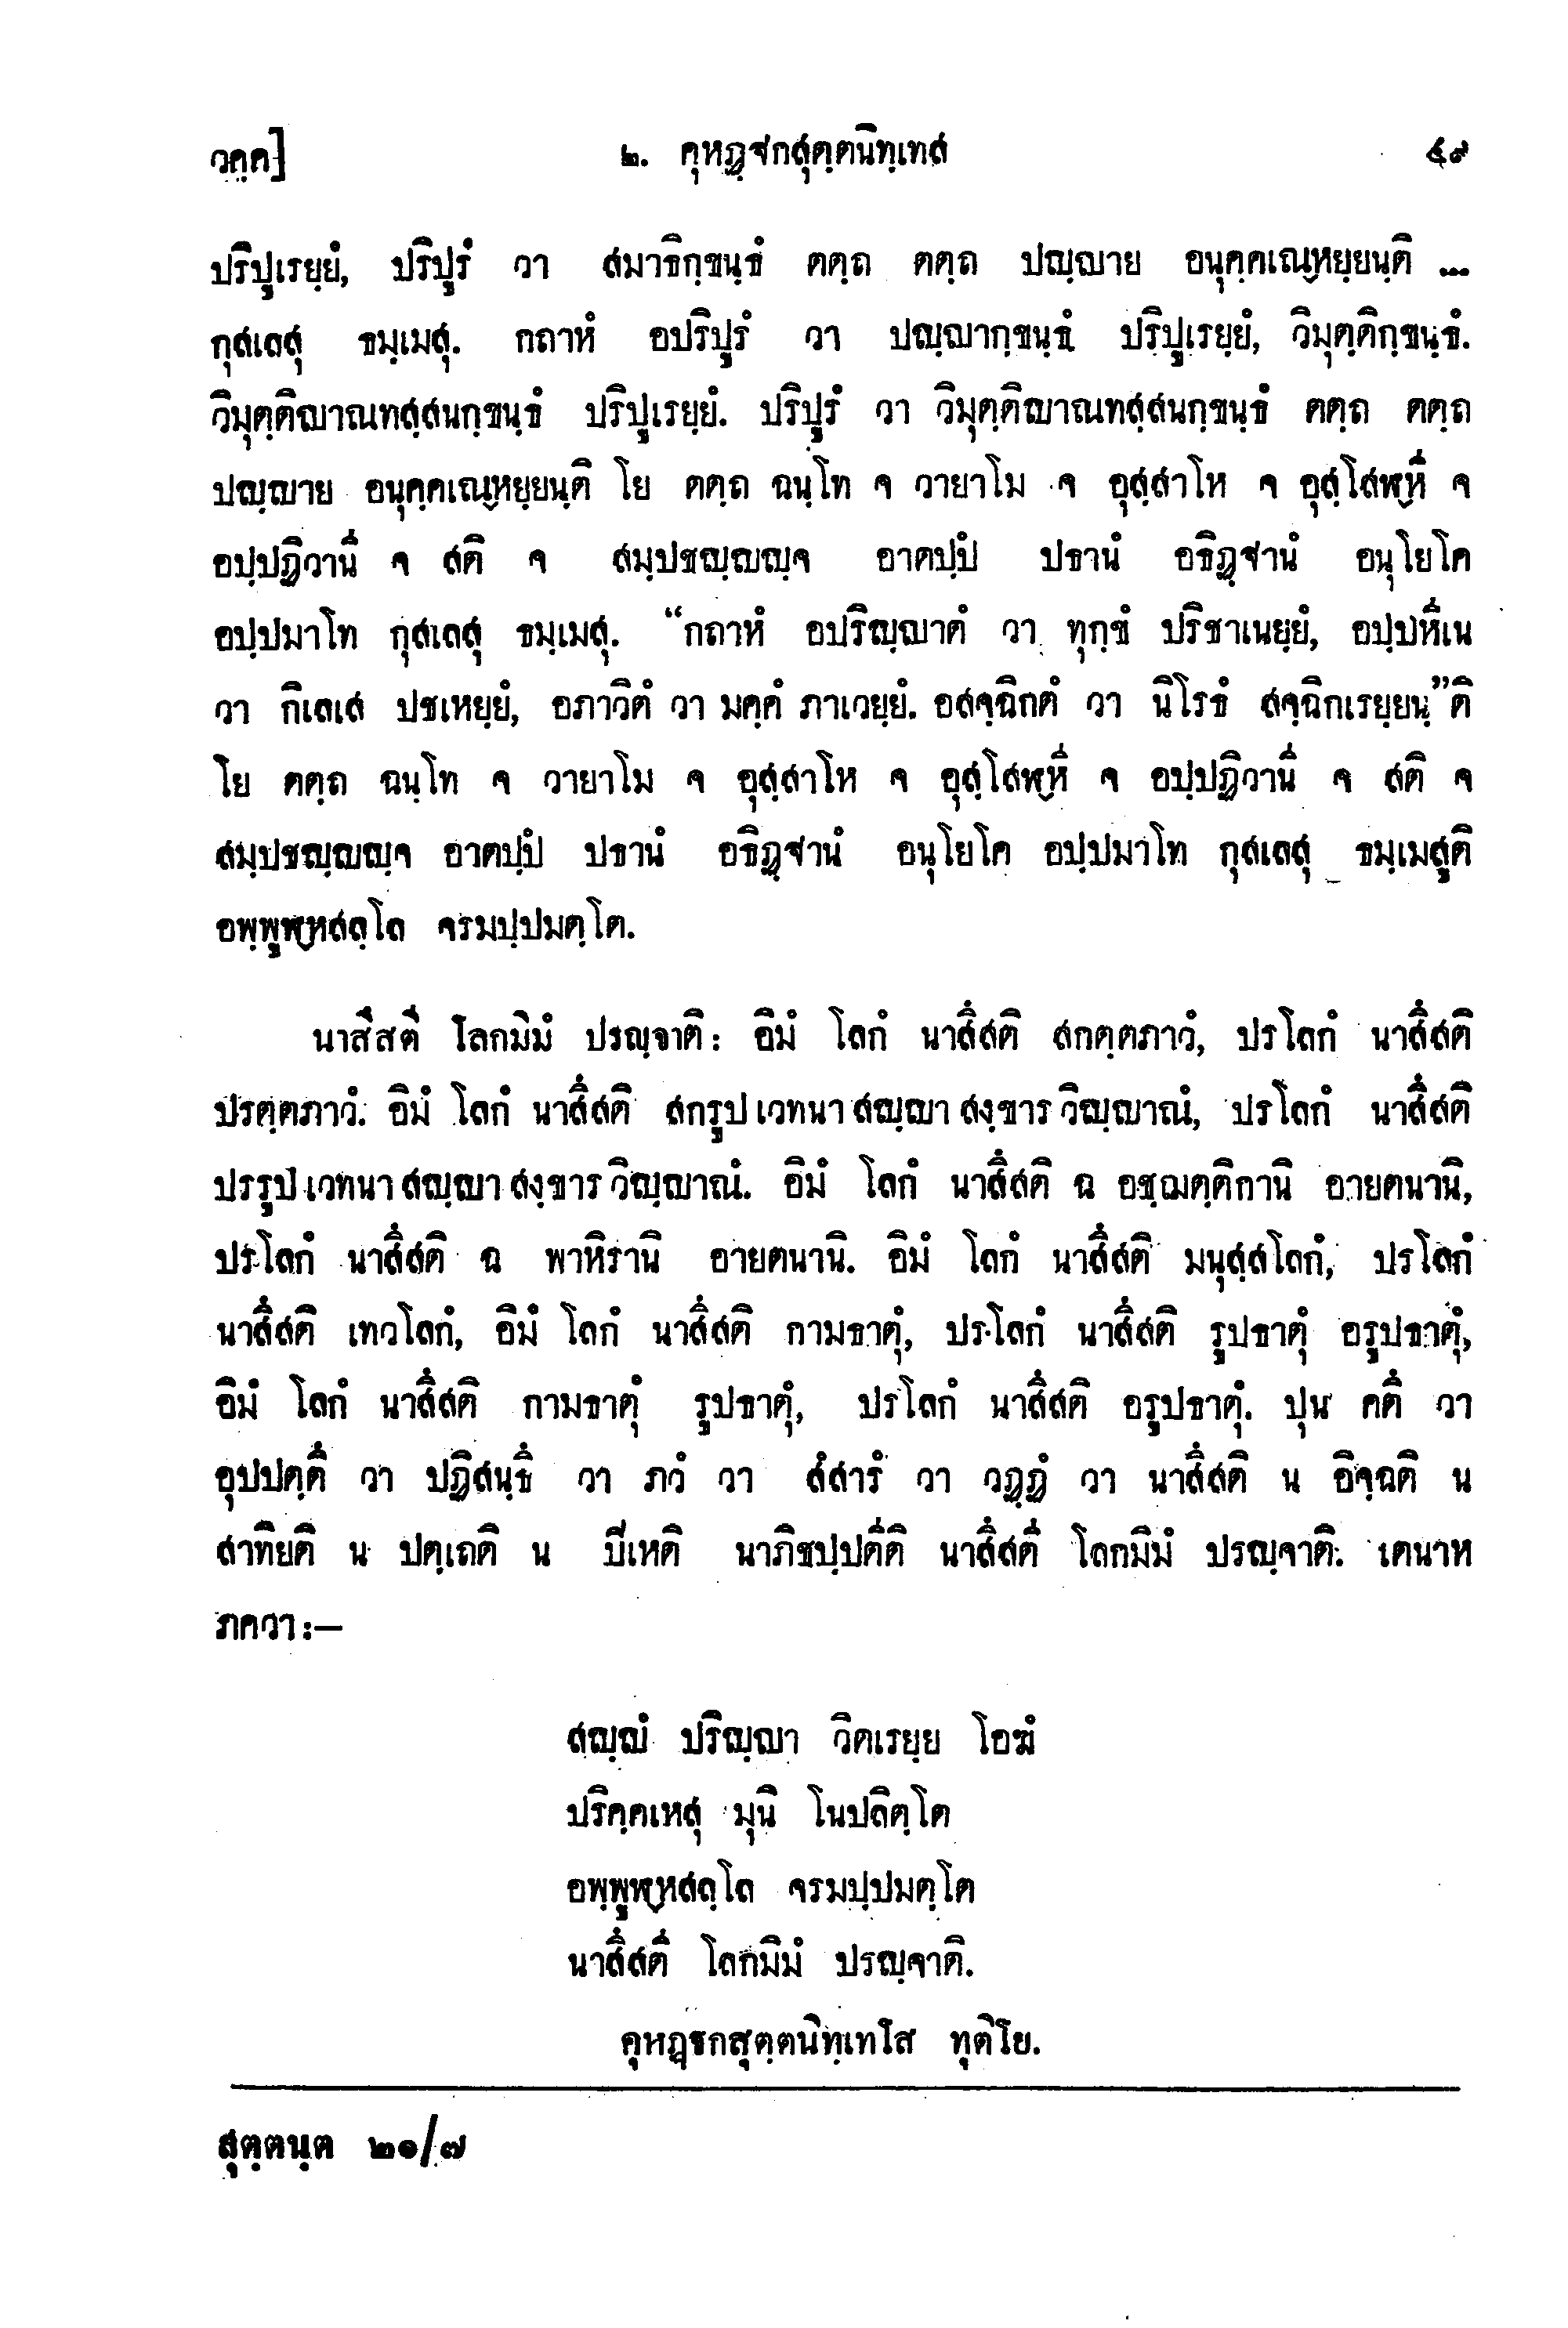 วคฺค]
๒. คุหฏฺฐกสุตฺตนิทฺเทส
๔๙
ปริปูเรยฺยํ, ปริปูรํ วา สมาธิกฺขนฺธํ ตตฺถ ตตฺถ ปญฺญาย อนุคฺคเณฺหยฺยนฺติ ...
กุสเลสุ ธมฺเมสุ. กถาหํ อปริปูรํ วา ปญฺญากฺขนฺธํ ปริปูเรยฺยํ, วิมุตฺติกฺขนฺธํ.
วิมุตฺติญาณทสฺสนกฺขนฺธํ ปริปูเรยฺยํ. ปริปูรํ วา วิมุตฺติญาณทสฺสนกฺขนฺธํ ตตฺถ ตตฺถ
ปญฺญาย อนุคฺคเณฺหยฺยนฺติ โย ตตฺถ ฉนฺโท จ วายาโม จ อุสฺสาโห จ อุสฺโสฬฺหิ จ
อปฺปฏิวานิ จ สติ จ สมฺปชญฺญญฺจ อาตปฺปํ ปธานํ อธิฏฺฐานํ อนุโยโค
อปฺปมาโท กุสเลสุ ธมฺเมสุ. “กถาหํ อปริญฺญาตํ วา ทุกฺขํ ปริชาเนยฺยํ, อปฺปหีเน
วา กิเลเส ปชเหยฺยํ, อภาวิตํ วา มคฺคํ ภาเวยฺยํ. อสจฺฉิกตํ วา นิโรธํ สจฺฉิกเรยฺยนฺ”ติ
โย ตตฺถ ฉนฺโท จ วายาโม จ อุสฺสาโห จ อุสฺโสฬฺหิ จ อปฺปฏิวานิ จ สติ จ
สมฺปชญฺญญฺจ อาตปฺปํ ปธานํ อธิฏฺฐานํ อนุโยโค อปฺปมาโท กุสเลสุ ธมฺเมสูติ
อพฺพูฬฺหสลฺโล จรมปฺปมตฺโต.
นาสึสตี โลกมิมํ ปรญฺจาติ: อิมํ โลกํ นาสึสติ สกตฺตภาวํ, ปรโลกํ นาสึสติ
ปรตฺตภาวํ. อิมํ โลกํ นาสึสติ สกรูป เวทนา สญฺญา สงฺขาร วิญฺญาณํ, ปรโลกํ นาสึสติ
ปรรูป เวทนา สญฺญา สงฺขาร วิญฺญาณํ. อิมํ โลกํ นาสึสติ ฉ อชฺฌตฺติกานิ อายตนานิ,
ปรโลกํ นาสึสติ ฉ พาหิรานิ อายตนานิ. อิมํ โลกํ นาสึสติ มนุสฺสโลกํ, ปรโลกํ
นาสึสติ เทวโลกํ, อิมํ โลกํ นาสึสติ กามธาตุํ, ปรโลกํ นาสึสติ รูปธาตุํ อรูปธาตุํ,
อิมํ โลกํ นาสึสติ กามธาตุํ รูปธาตุํ, ปรโลกํ นาสึสติ อรูปธาตุํ. ปุน คตึ วา
อุปปตฺตึ วา ปฏิสนฺธึ วา ภวํ วา สํสารํ วา วฏฺฏํ วา นาสึสติ น อิจฺฉติ น
สาทิยติ น ปตฺเถติ น ปิเหติ นาภิชปฺปตีติ นาสึสตี โลกมิมํ ปรญฺจาติ. เตนาห
ภควา :—
สญฺญํ ปริญฺญา วิตเรยฺย โอฆํ
ปริคฺคเหสุ มุนิ โนปลิตฺโต
อพฺพูฬฺหสลฺโล จรมปฺปมตฺโต
นาสึสตี โลกมิมํ ปรญฺจาติ.
คุหฏฺฐกสุตฺตนิทฺเทโส ทุติโย.
สุตฺตนฺต ๒๑/๗